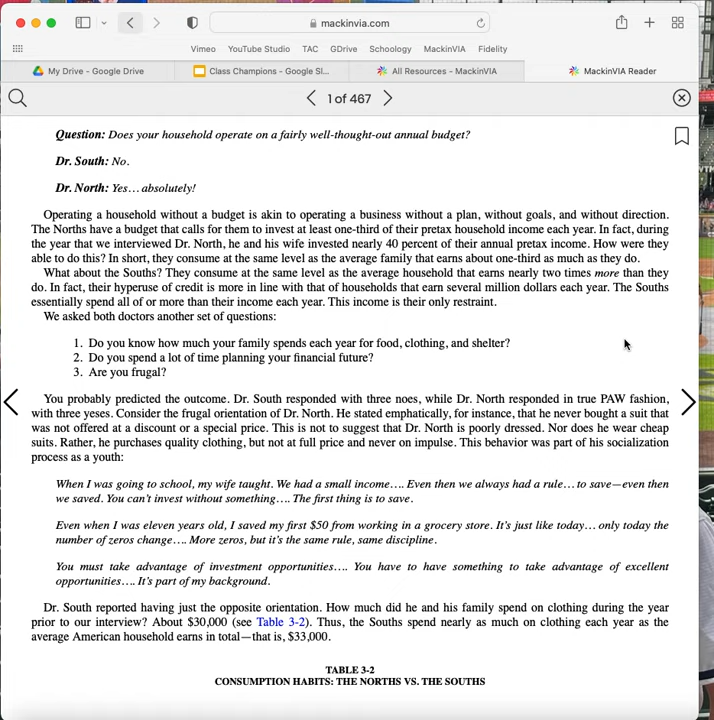 mackinvia.com
Vimeo YouTube Studio TAC GDrive Schoology MackinVIA Fidelity
My Drive - Google Drive Class Champions - Google Sl... All Resources - MackinVIA MackinVIA Reader
1 of 467
Question: Does your household operate on a fairly well-thought-out annual budget?
Dr. South: No.
Dr. North: Yes… absolutely!
Operating a household without a budget is akin to operating a business without a plan, without goals, and without direction.
The Norths have a budget that calls for them to invest at least one-third of their pretax household income each year. In fact, during
the year that we interviewed Dr. North, he and his wife invested nearly 40 percent of their annual pretax income. How were they
able to do this? In short, they consume at the same level as the average family that earns about one-third as much as they do.
What about the Souths? They consume at the same level as the average household that earns nearly two times more than they
do. In fact, their hyperuse of credit is more in line with that of households that earn several million dollars each year. The Souths
essentially spend all of or more than their income each year. This income is their only restraint.
We asked both doctors another set of questions:
1. Do you know how much your family spends each year for food, clothing, and shelter?
2. Do you spend a lot of time planning your financial future?
3. Are you frugal?
You probably predicted the outcome. Dr. South responded with three noes, while Dr. North responded in true PAW fashion,
with three yeses. Consider the frugal orientation of Dr. North. He stated emphatically, for instance, that he never bought a suit that
was not offered at a discount or a special price. This is not to suggest that Dr. North is poorly dressed. Nor does he wear cheap
suits. Rather, he purchases quality clothing, but not at full price and never on impulse. This behavior was part of his socialization
process as a youth:
When I was going to school, my wife taught. We had a small income…. Even then we always had a rule… to save—even then
we saved. You can't invest without something…. The first thing is to save.
Even when I was eleven years old, I saved my first $50 from working in a grocery store. It's just like today… only today the
number of zeros change…. More zeros, but it's the same rule, same discipline.
You must take advantage of investment opportunities…. You have to have something to take advantage of excellent
opportunities…. It's part of my background.
Dr. South reported having just the opposite orientation. How much did he and his family spend on clothing during the year
prior to our interview? About $30,000 (see Table 3-2). Thus, the Souths spend nearly as much on clothing each year as the
average American household earns in total—that is, $33,000.
TABLE 3-2
CONSUMPTION HABITS: THE NORTHS VS. THE SOUTHS